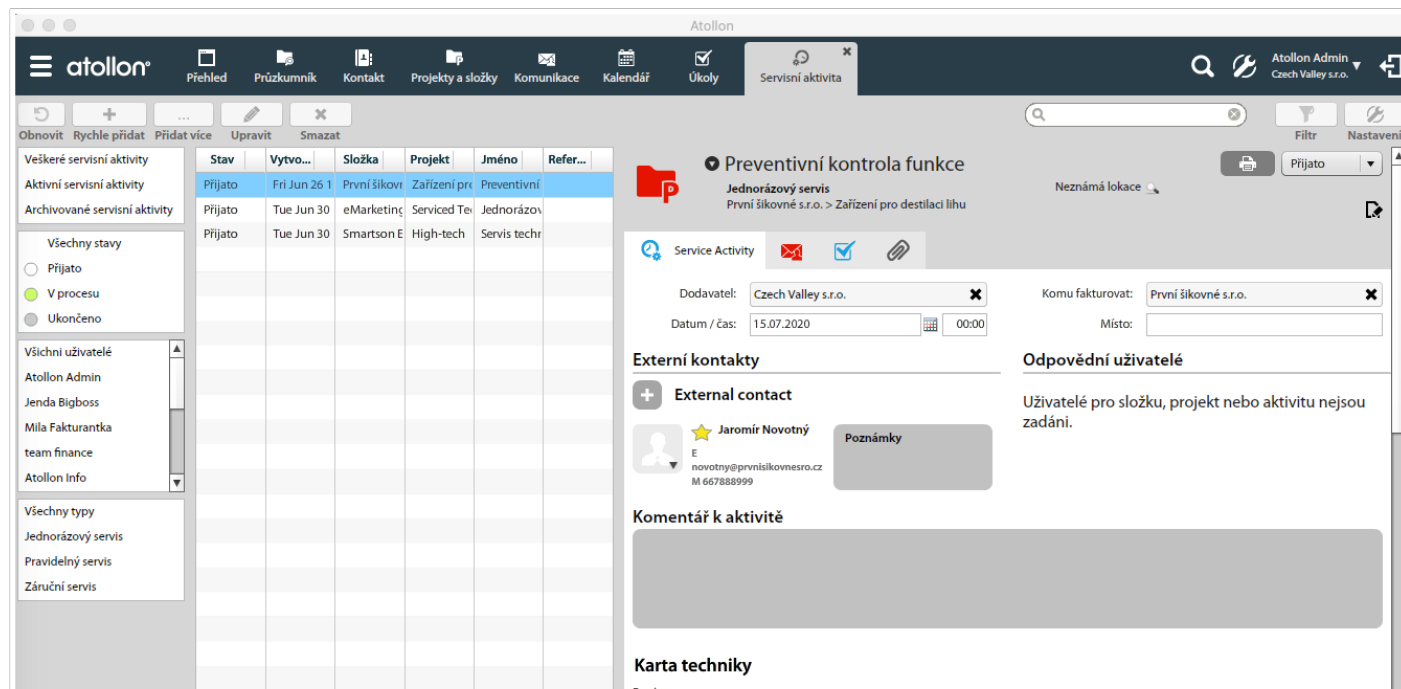 Atollon
atollon
Přehled
Průzkumník
Kontakt
Projekty a složky
Komunikace
Kalendář
Úkoly
Servisní aktivita
Atollon Admin
Czech Valley s.r.o.
Obnovit
Rychle přidat
Přidat více
Upravit
Smazat
Filtr
Nastavení
Veškeré servisní aktivity
Aktivní servisní aktivity
Archivované servisní aktivity
Všechny stavy
Přijato
V procesu
Ukončeno
Všichni uživatelé
Atollon Admin
Jenda Bigboss
Mila Fakturantka
team finance
Atollon Info
Všechny typy
Jednorázový servis
Pravidelný servis
Záruční servis
Stav Vytvo... Složka Projekt Jméno Refer...
Přijato Fri Jun 26 1 První šikovn Zařízení pro Preventivní
Přijato Tue Jun 30 eMarketing Serviced Te Jednorázov
Přijato Tue Jun 30 Smartson E High-tech Servis techn
Preventivní kontrola funkce
Jednorázový servis
První šikovné s.r.o. > Zařízení pro destilaci lihu
Neznámá lokace
Přijato
Service Activity
Dodavatel: Czech Valley s.r.o.
Komu fakturovat: První šikovné s.r.o.
Datum / čas: 15.07.2020 00:00
Místo:
Externí kontakty
External contact
Jaromír Novotný
E
novotny@prvnisikovnesro.cz
M 667888999
Poznámky
Odpovědní uživatelé
Uživatelé pro složku, projekt nebo aktivitu nejsou
zadáni.
Komentář k aktivitě
Karta techniky